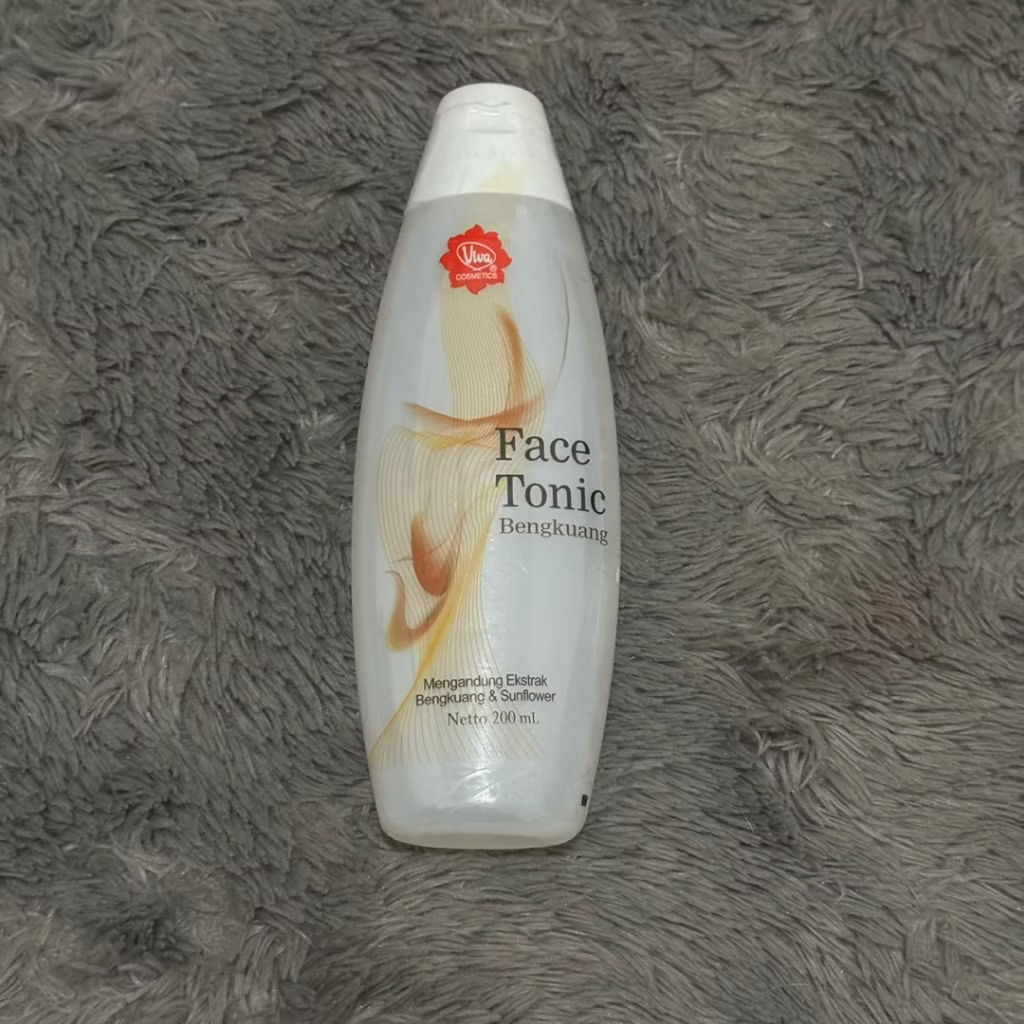 Viva
COSMETICS
Face
Tonic
Bengkuang
Mengandung Ekstrak
Bengkuang & Sunflower
Netto 200 ml.